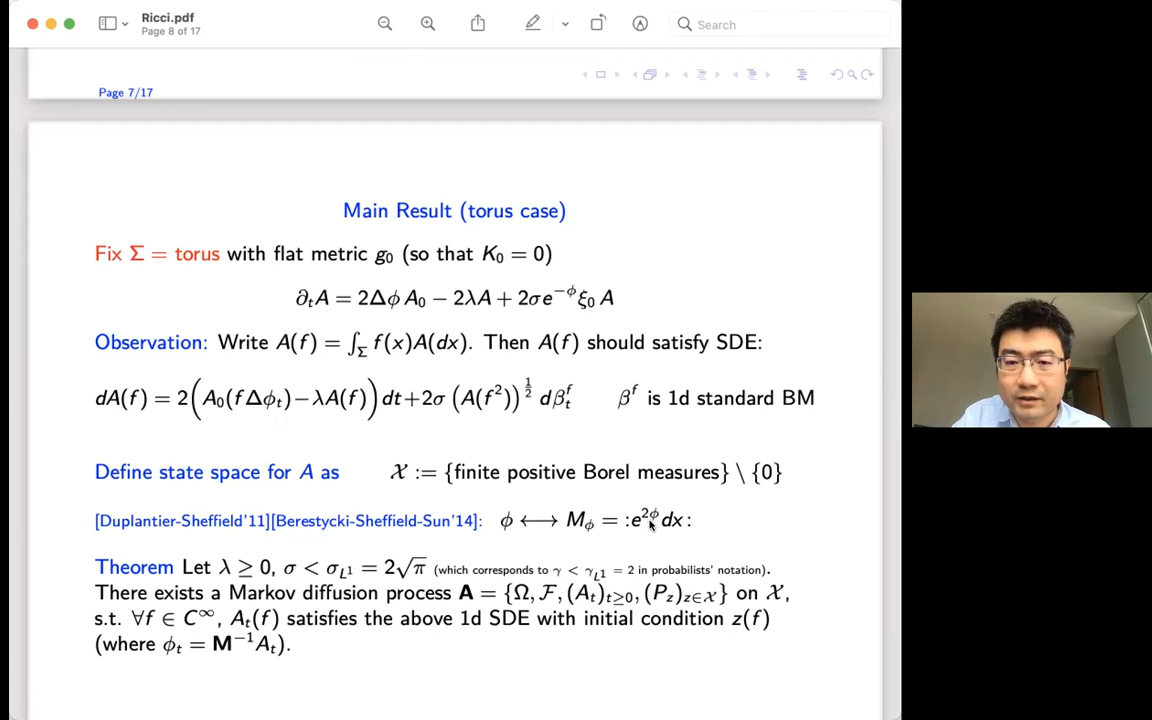 Ricci.pdf
Page 8 of 17
Search
Page 7/17
Main Result (torus case)
Fix Σ = torus with flat metric g₀ (so that K₀ = 0)
∂ₜA = 2Δϕ A₀ − 2λA + 2σe^{−ϕ}ξ₀ A
Observation: Write A(f) = ∫_Σ f(x)A(dx). Then A(f) should satisfy SDE:
dA(f) = 2(A₀(fΔϕₜ)−λA(f))dt+2σ (A(f²))^{1/2} dβₜ^f β^f is 1d standard BM
Define state space for A as 𝒳 := {finite positive Borel measures} \ {0}
[Duplantier-Sheffield'11][Berestycki-Sheffield-Sun'14]: ϕ ⟷ M_ϕ = :e^{2ϕ}dx:
Theorem Let λ ≥ 0, σ < σ_{L¹} = 2√π (which corresponds to γ < γ_{L¹} = 2 in probabilists' notation).
There exists a Markov diffusion process A = {Ω, ℱ, (Aₜ)ₜ≥₀, (P_z)_{z∈𝒳}} on 𝒳,
s.t. ∀f ∈ C^∞, Aₜ(f) satisfies the above 1d SDE with initial condition z(f)
(where ϕₜ = M⁻¹Aₜ).